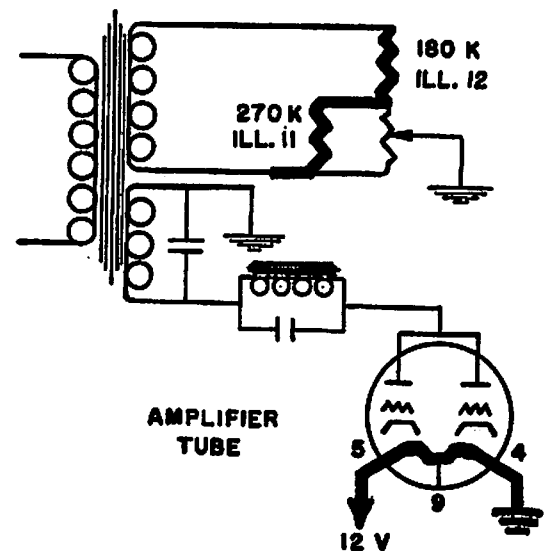 180 K
ILL. 12
270 K
ILL. 11
AMPLIFIER
TUBE
5
4
9
12 V